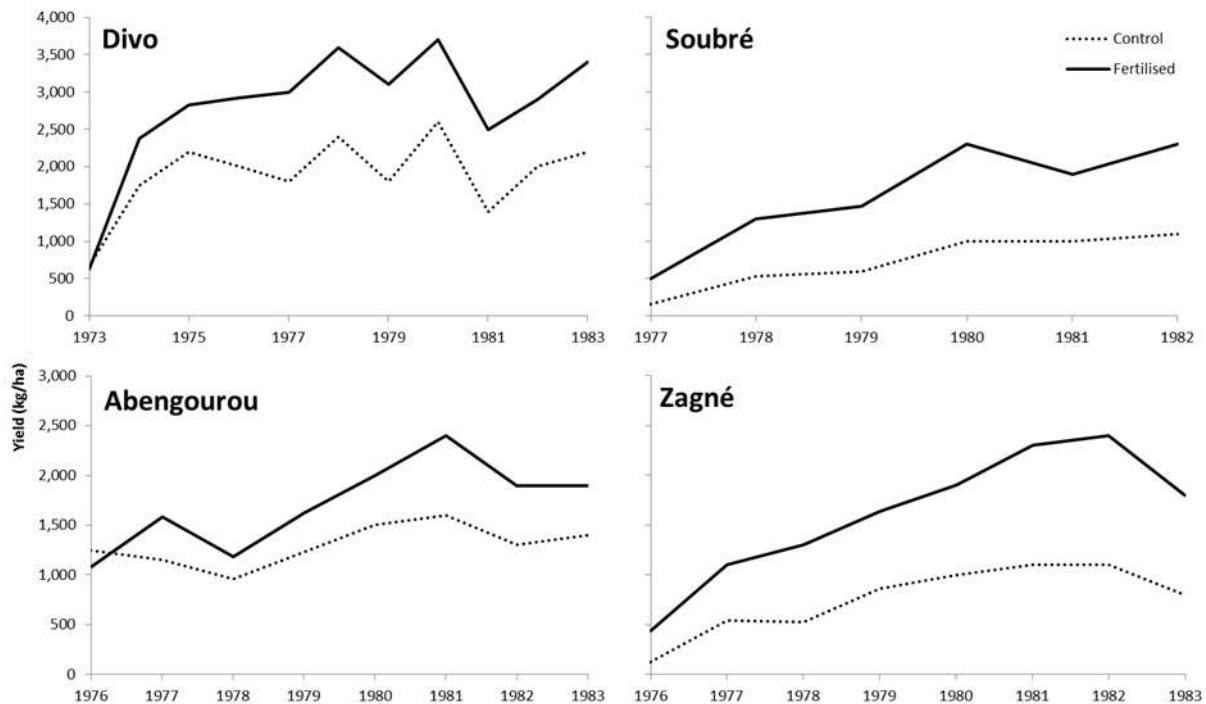 Divo
4,000
3,500
3,000
2,500
2,000
1,500
1,000
500
0
1973 1975 1977 1979 1981 1983
Soubré
Control
Fertilised
1977 1978 1979 1980 1981 1982
Yield (kg/ha)
Abengourou
3,000
2,500
2,000
1,500
1,000
500
0
1976 1977 1978 1979 1980 1981 1982 1983
Zagné
1976 1977 1978 1979 1980 1981 1982 1983